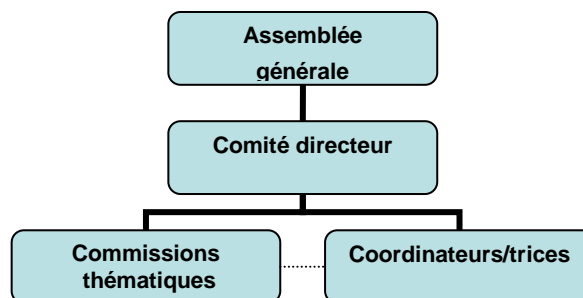 Assemblée
générale
Comité directeur
Commissions
thématiques
Coordinateurs/trices